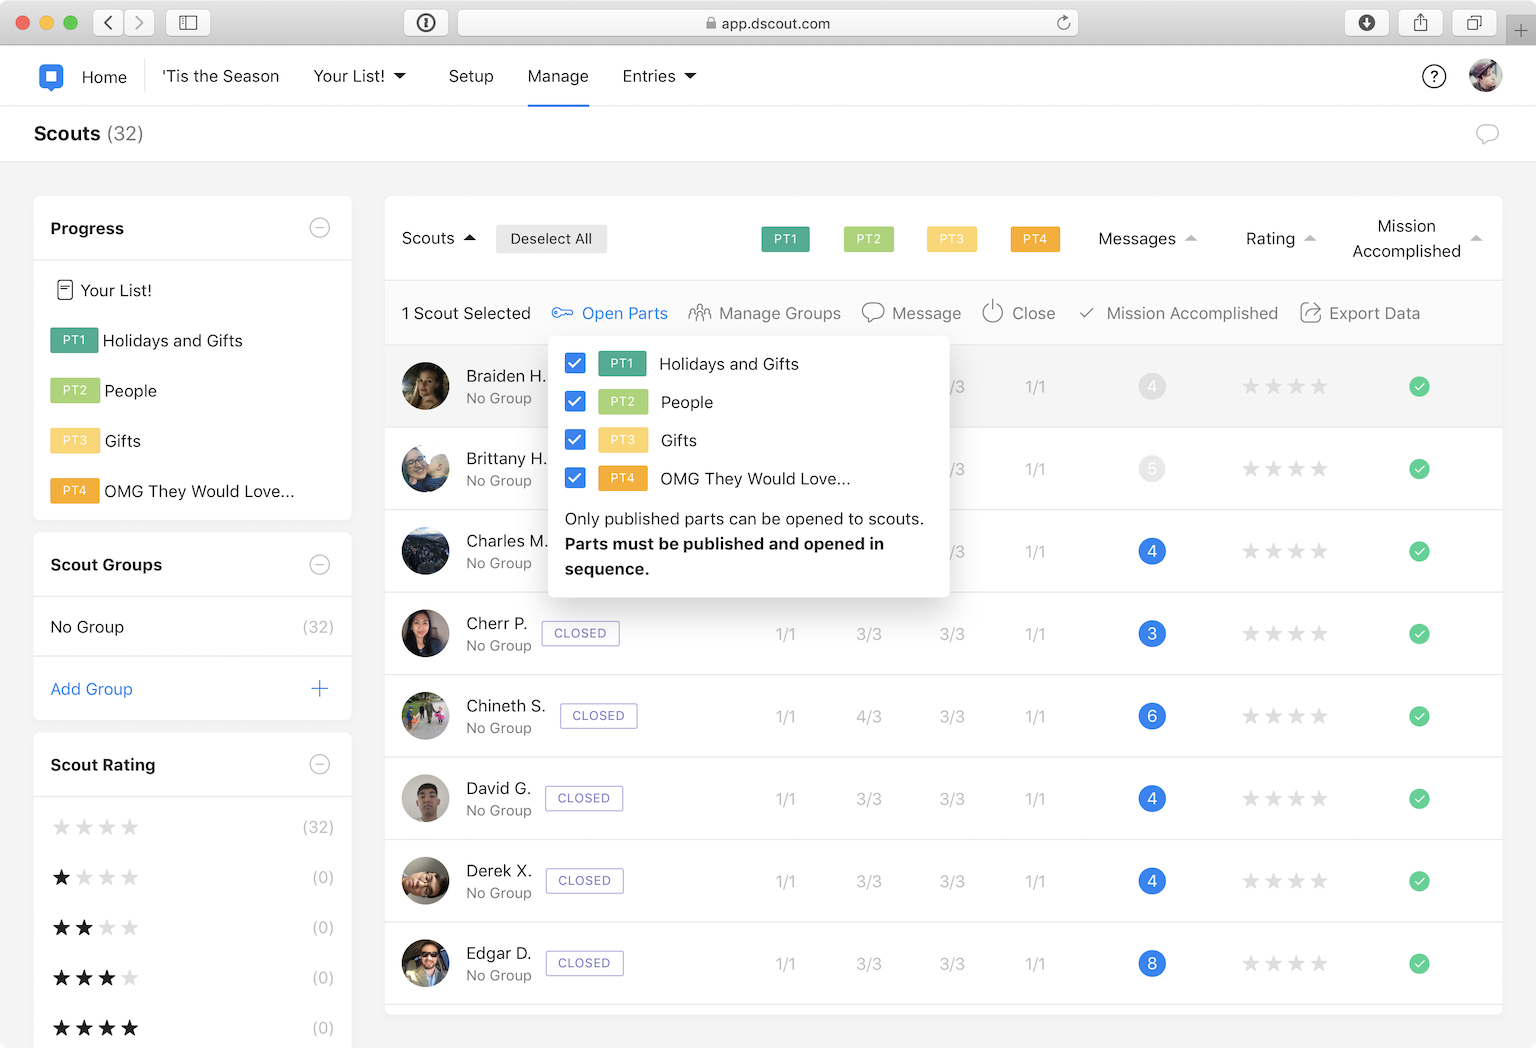 app.dscout.com
Home
'Tis the Season
Your List!
Setup
Manage
Entries
?
Scouts (32)
Progress
Your List!
PT1 Holidays and Gifts
PT2 People
PT3 Gifts
PT4 OMG They Would Love...
Scout Groups
No Group (32)
Add Group
Scout Rating
(32)
(0)
(0)
(0)
(0)
Scouts
Deselect All
PT1
PT2
PT3
PT4
Messages
Rating
Mission
Accomplished
1 Scout Selected
Open Parts
Manage Groups
Message
Close
Mission Accomplished
Export Data
PT1 Holidays and Gifts
PT2 People
PT3 Gifts
PT4 OMG They Would Love...
Only published parts can be opened to scouts.
Parts must be published and opened in
sequence.
Braiden H. /3 1/1 4
No Group
Brittany H. /3 1/1 5
No Group
Charles M. /3 1/1 4
No Group
Cherr P. CLOSED 1/1 3/3 3/3 1/1 3
No Group
Chineth S. CLOSED 1/1 4/3 3/3 1/1 6
No Group
David G. CLOSED 1/1 3/3 3/3 1/1 4
No Group
Derek X. CLOSED 1/1 3/3 3/3 1/1 4
No Group
Edgar D. CLOSED 1/1 3/3 3/3 1/1 8
No Group